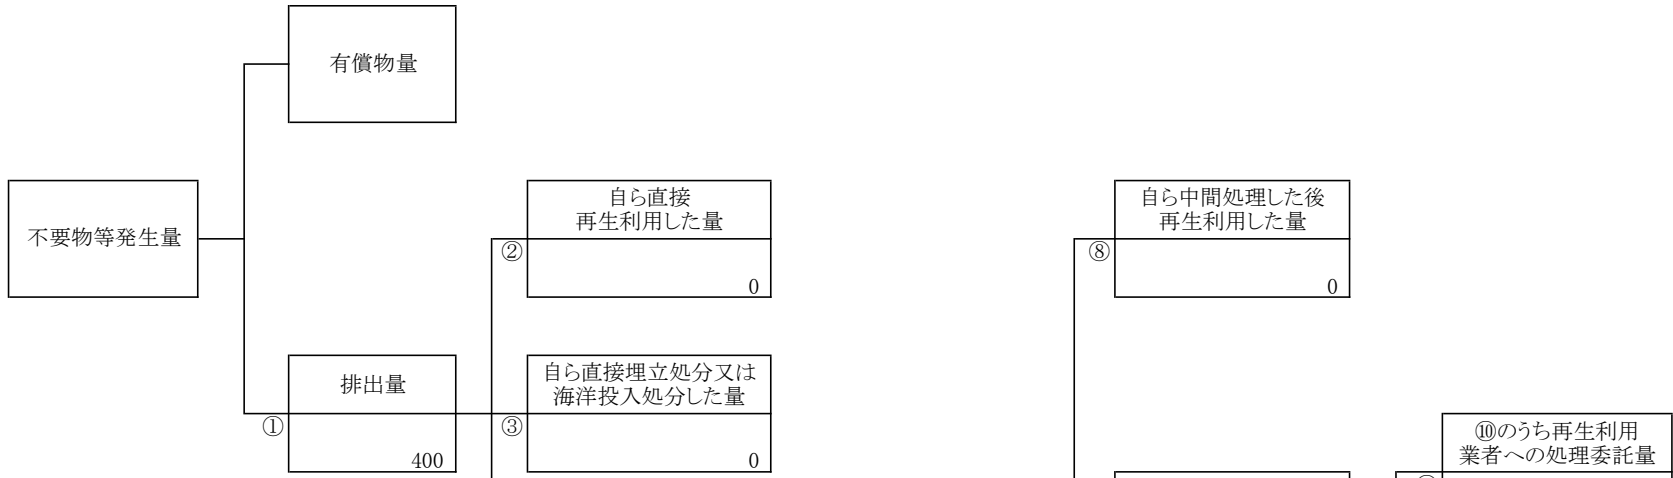 有償物量
不要物等発生量
自ら直接
再生利用した量
②
0
自ら中間処理した後
再生利用した量
⑧
0
排出量
①
400
自ら直接埋立処分又は
海洋投入処分した量
③
0
⑩のうち再生利用
業者への処理委託量